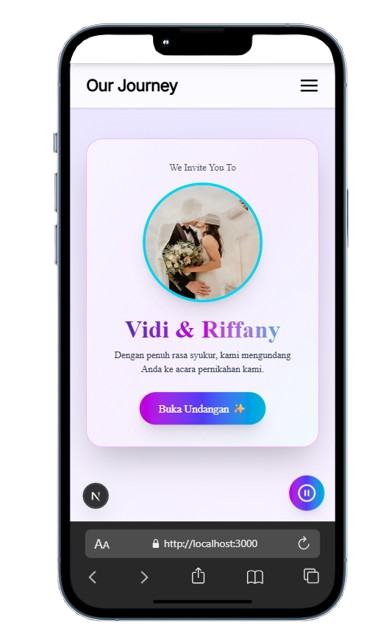 Our Journey
We Invite You To
Vidi & Riffany
Dengan penuh rasa syukur, kami mengundang
Anda ke acara pernikahan kami.
Buka Undangan ✨
N
AA
http://localhost:3000